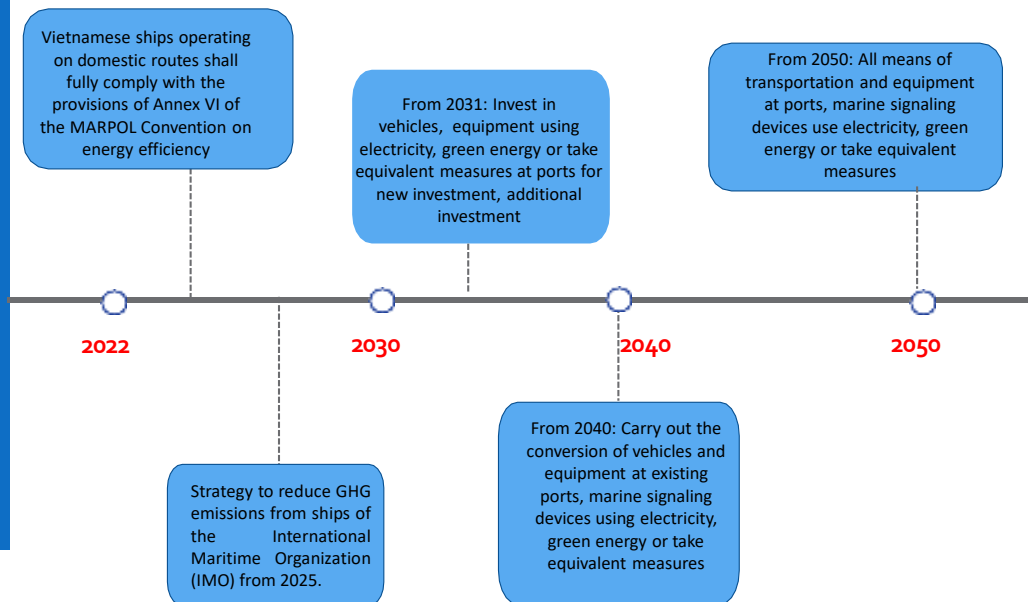 Vietnamese ships operating
on domestic routes shall
fully comply with the
provisions of Annex VI of
the MARPOL Convention on
energy efficiency
From 2031: Invest in
vehicles, equipment using
electricity, green energy or take
equivalent measures at ports for
new investment, additional
investment
From 2050: All means of
transportation and equipment
at ports, marine signaling
devices use electricity, green
energy or take equivalent
measures
2022
2030
2040
2050
Strategy to reduce GHG
emissions from ships of
the International
Maritime Organization
(IMO) from 2025.
From 2040: Carry out the
conversion of vehicles and
equipment at existing
ports, marine signaling
devices using electricity,
green energy or take
equivalent measures